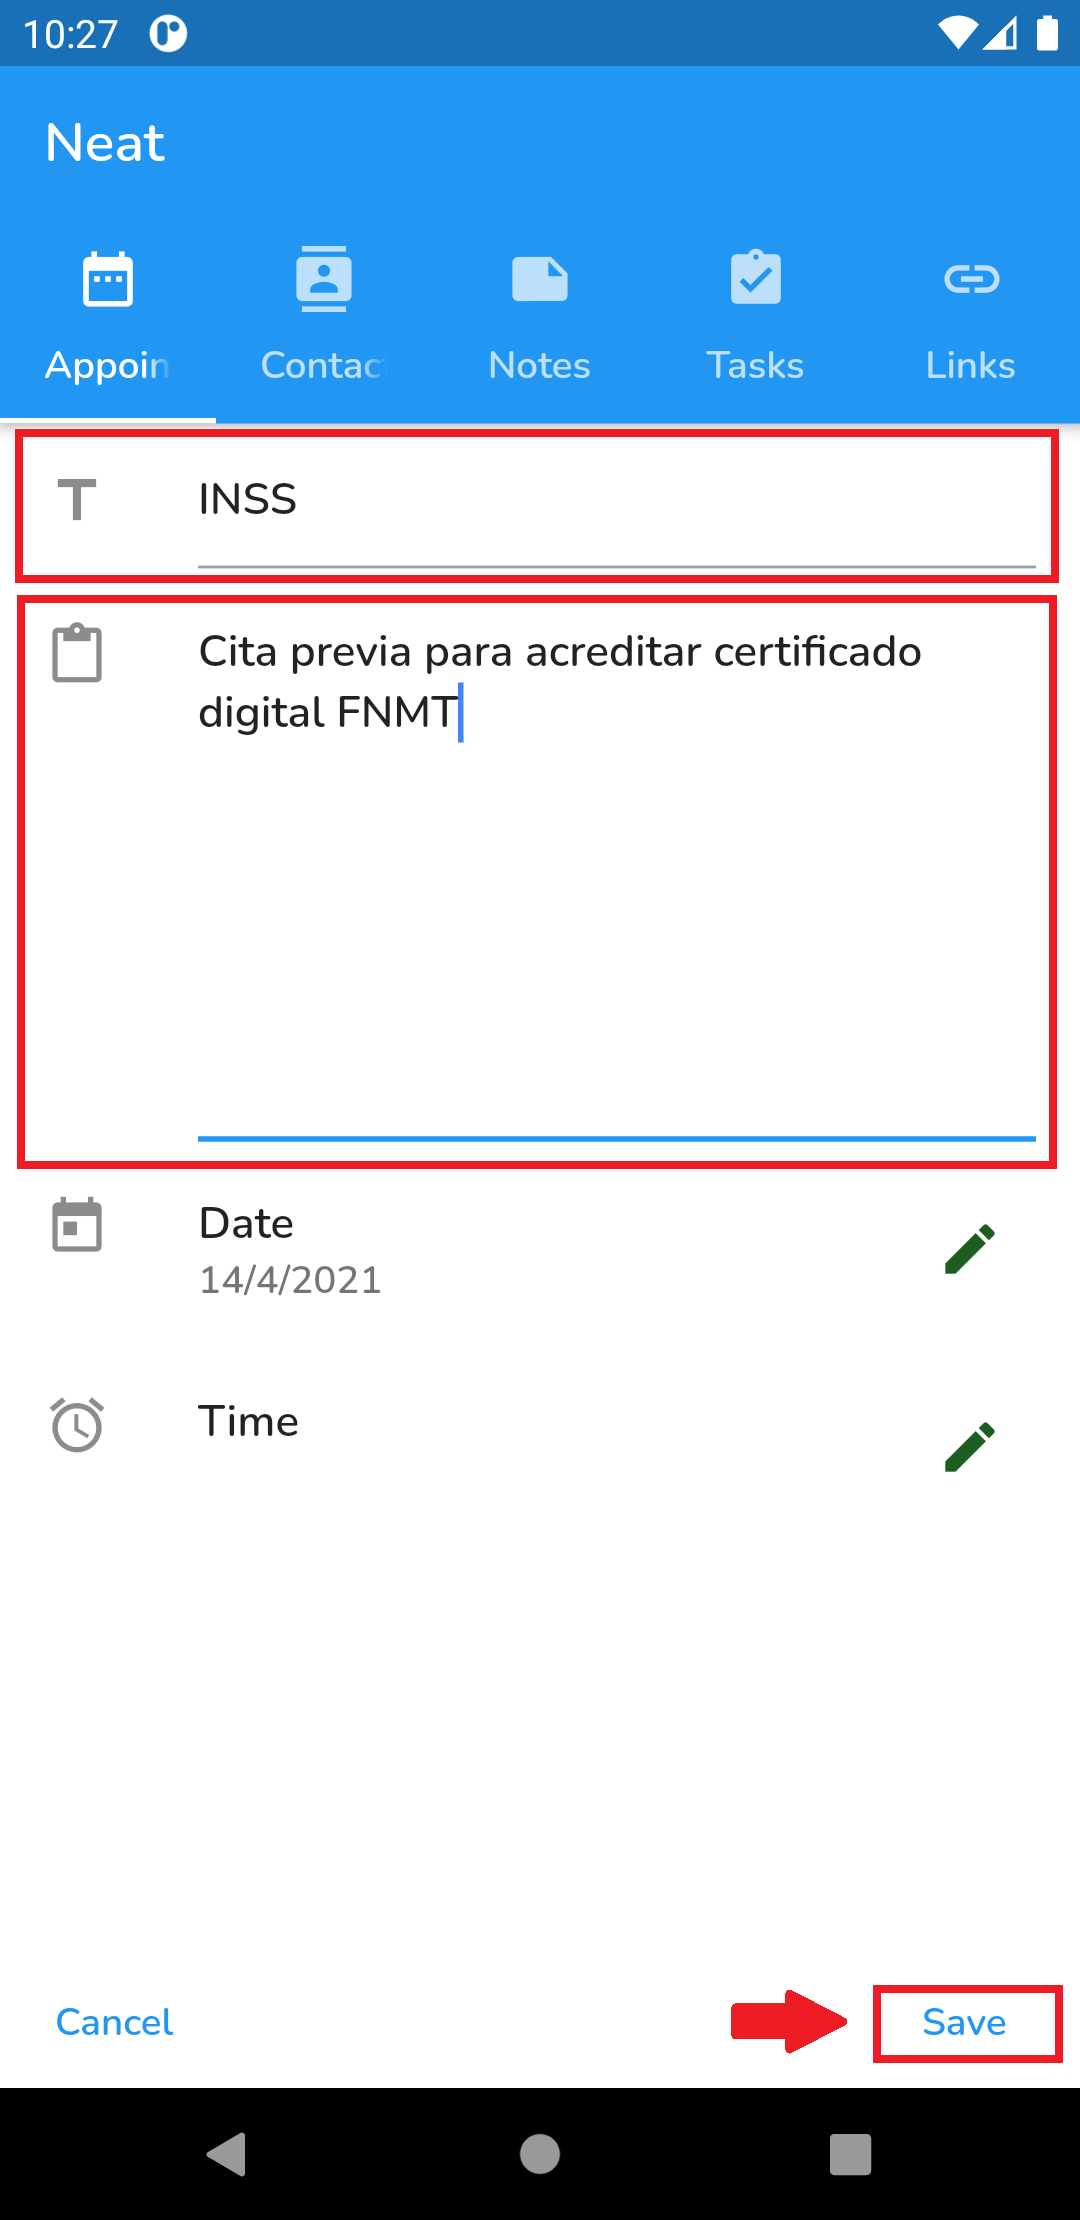 10:27
Neat
Appoin
Contac
Notes
Tasks
Links
INSS
Cita previa para acreditar certificado
digital FNMT
Date
14/4/2021
Time
Cancel
Save